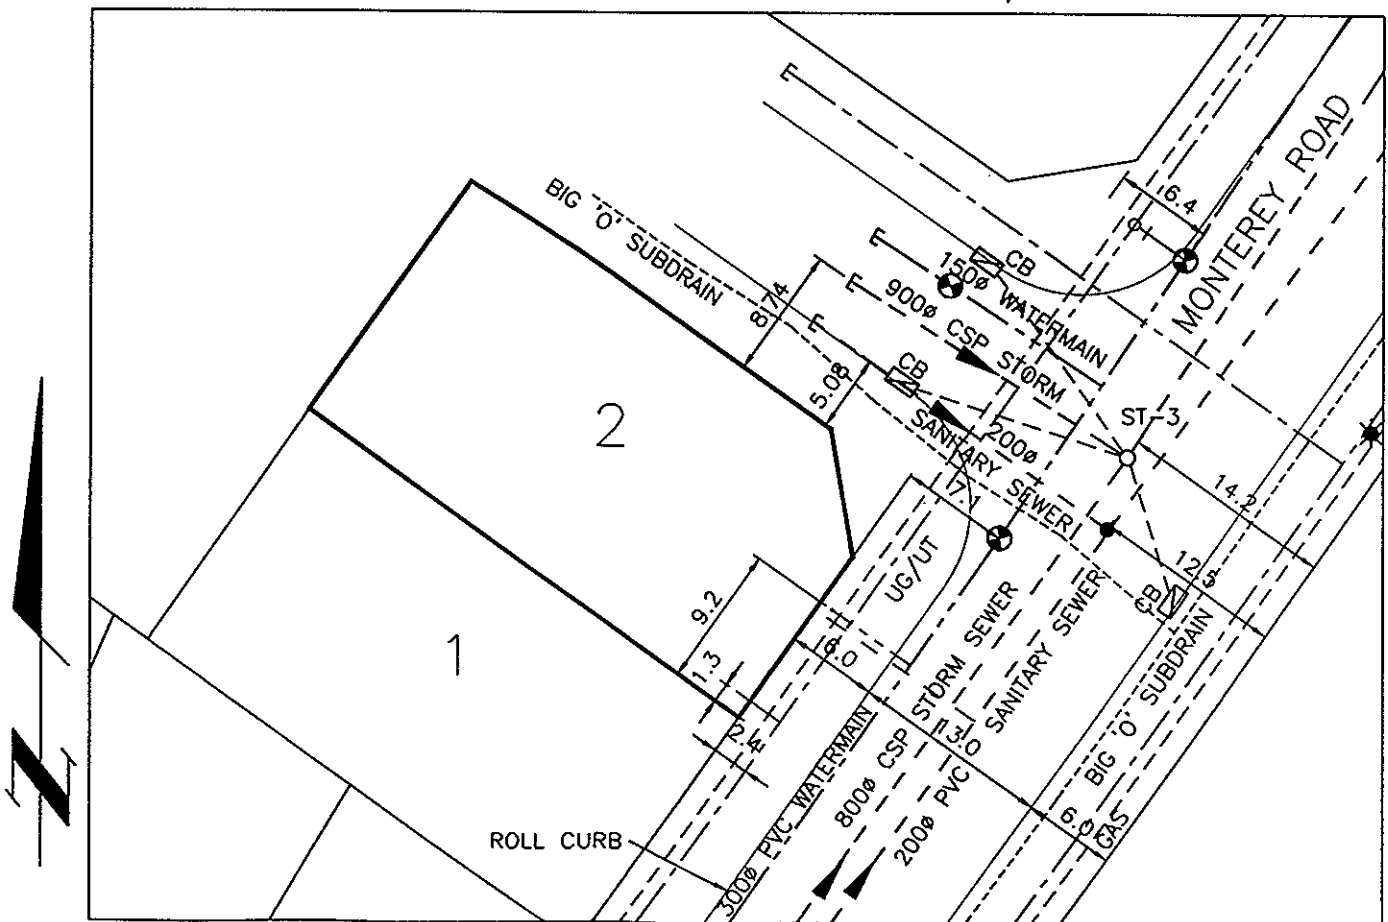 E
MONTEREY ROAD
6.4
BIG 'O' SUBDRAIN
E
CB
150ø WATERMAIN
8.74
E
900ø CSP STORM
E
CB
5.08
200ø
SANITARY SEWER
ST-3
2
14.2
7.1
12.5
UG/UT
CB
9.2
1.3
6.0
1
2.4
13.0
300ø PVC WATERMAIN
800ø CSP STORM SEWER
200ø PVC SANITARY SEWER
BIG 'O' SUBDRAIN
6.0
GAS
ROLL CURB